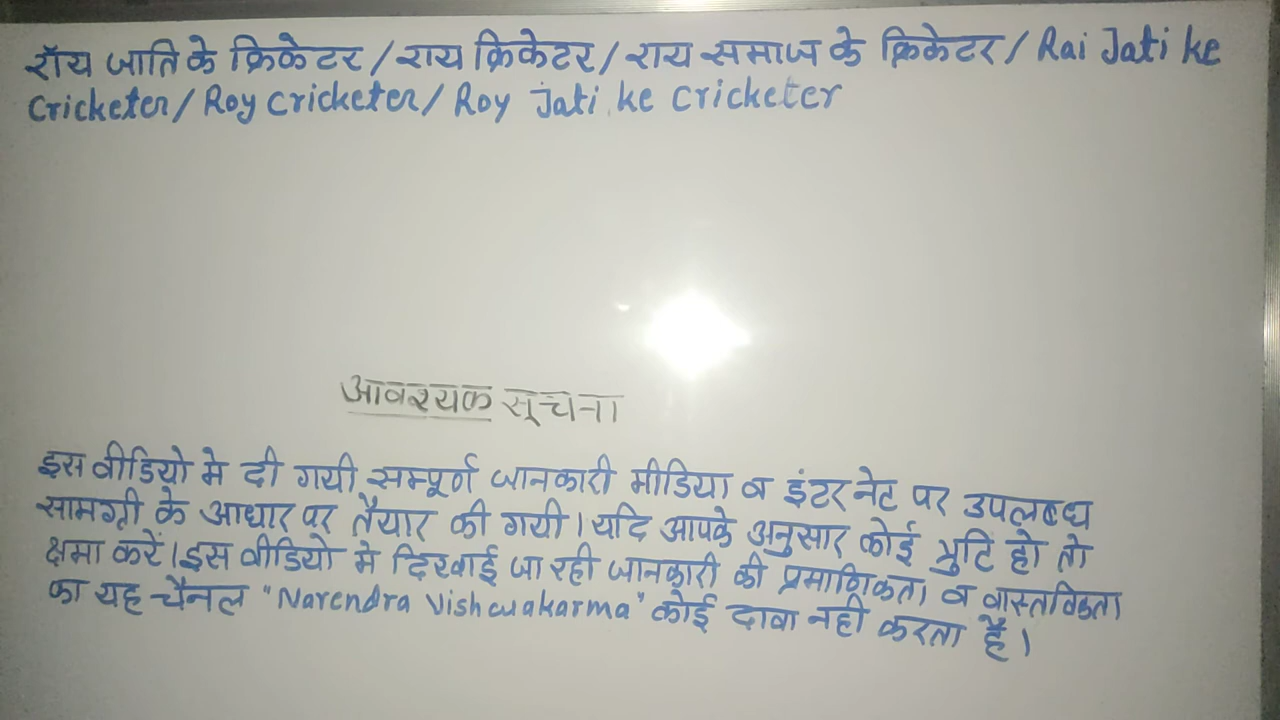 रॉय जाति के क्रिकेटर/राय क्रिकेटर/राय समाज के क्रिकेटर/Rai Jati ke
Cricketer/Roy Cricketer/Roy Jati ke Cricketer
आवश्यक सूचना
इस वीडियो मे दी गयी सम्पूर्ण जानकारी मीडिया व इंटरनेट पर उपलब्ध
सामग्री के आधार पर तैयार की गयी। यदि आपके अनुसार कोई त्रुटि हो तो
क्षमा करें। इस वीडियो मे दिखाई जा रही जानकारी की प्रमाणिकता व वास्तविकता
का यह चैनल "Narendra Vishwakarma" कोई दावा नही करता है।